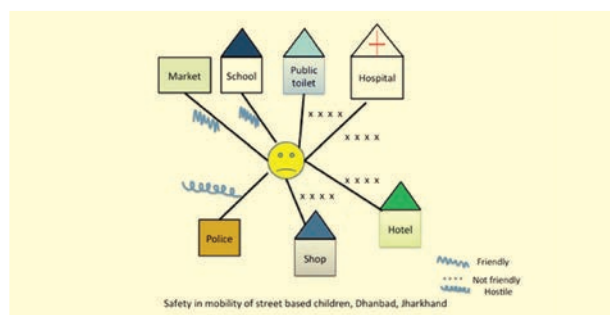 Market
School
Public
toilet
Hospital
x x x x
x x x x
x x x x
x x x x
Police
Shop
Hotel
Friendly
Not friendly
Hostile
Safety in mobility of street based children, Dhanbad, Jharkhand